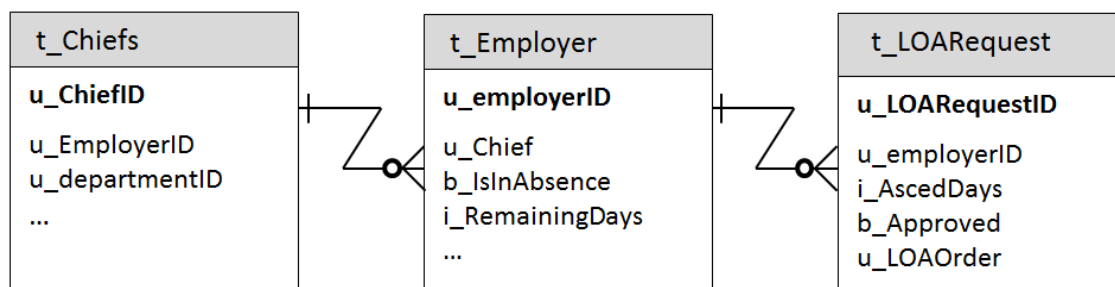 t_Chiefs
u_ChiefID
u_EmployerID
u_departmentID
...
t_Employer
u_employerID
u_Chief
b_IsInAbsence
i_RemainingDays
...
t_LOARequest
u_LOARequestID
u_employerID
i_AscedDays
b_Approved
u_LOAOrder